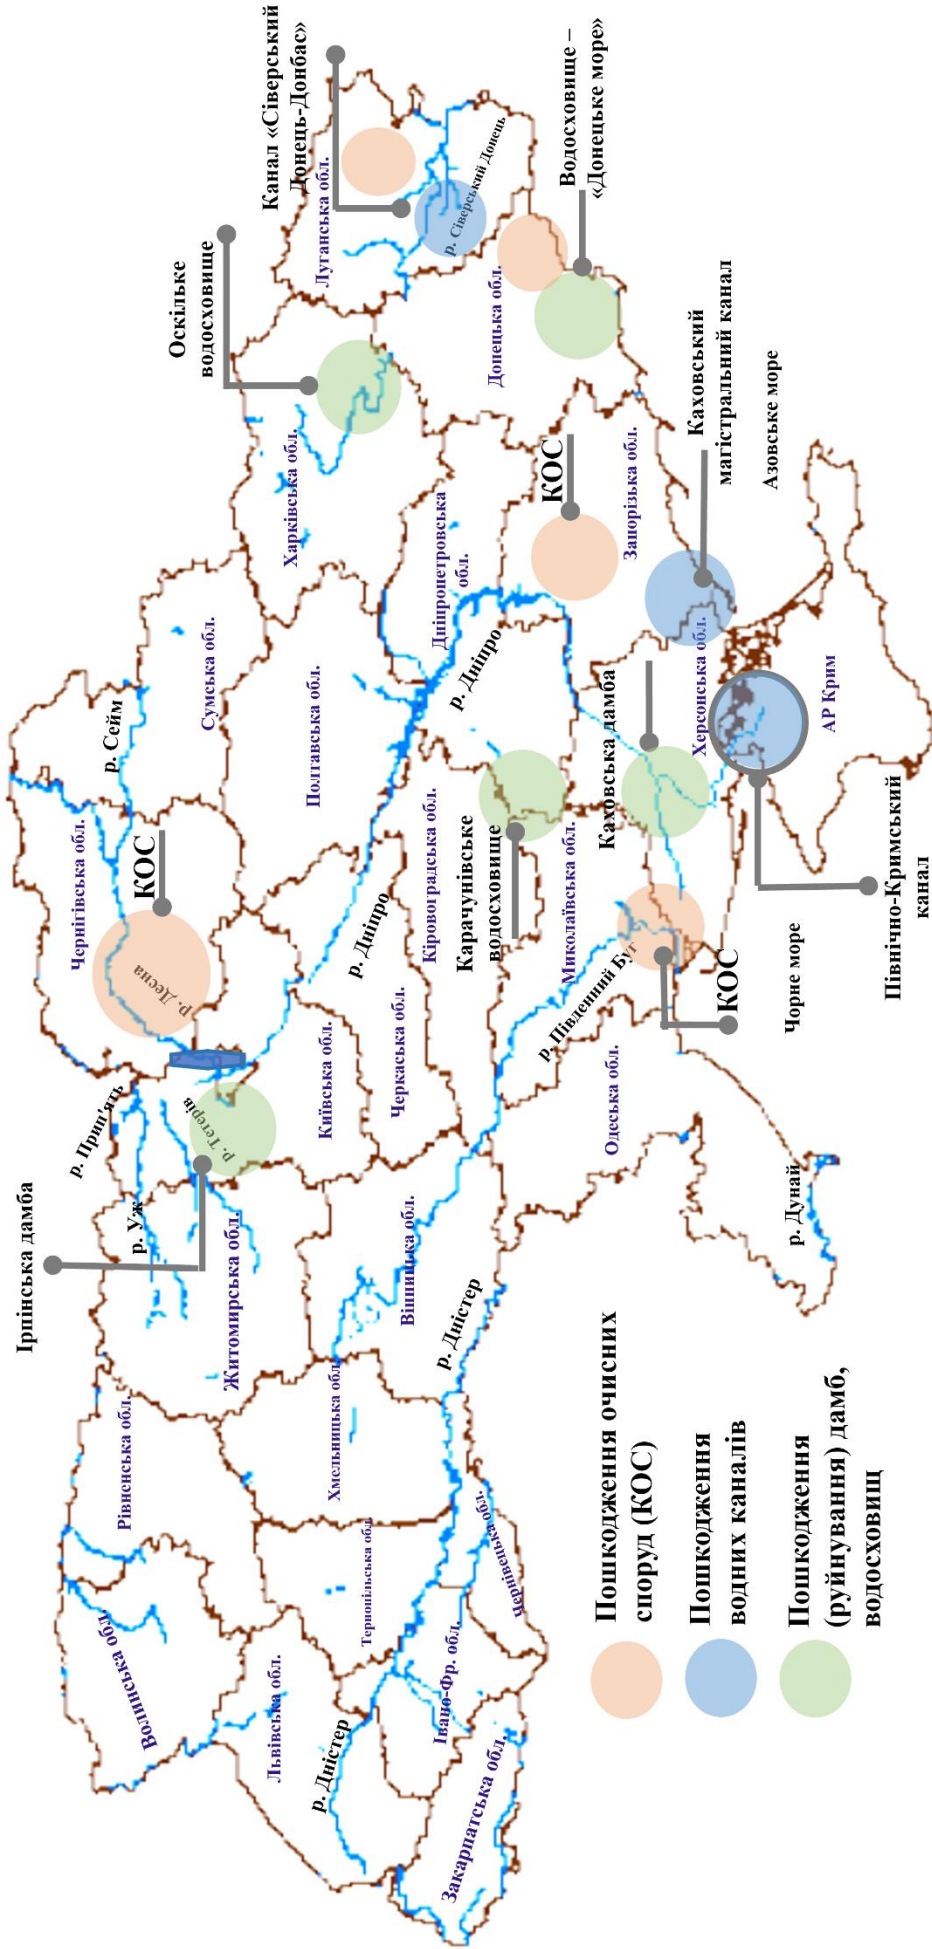 Ірпінська дамба
р. Прип'ять
р. Уж
р. Тетерів
р. Десна
КОС
Чернігівська обл.
р. Сейм
Сумська обл.
Оскільке
водосховище
Канал «Сіверський
Донець-Донбас»
Луганська обл.
р. Сіверський Донець
Волинська обл.
Рівненська обл.
Житомирська обл.
Київська обл.
Полтавська обл.
Харківська обл.
Львівська обл.
Тернопільська обл.
Хмельницька обл.
Вінницька обл.
Черкаська обл.
р. Дніпро
Кіровоградська обл.
р. Дніпро
Дніпропетровська
обл.
Донецька обл.
Водосховище –
«Донецьке море»
р. Дністер
Івано-Фр. обл.
Чернівецька обл.
Закарпатська обл.
р. Дністер
р. Південний Буг
Миколаївська обл.
Карачунівське
водосховище
КОС
Запорізька обл.
Каховська дамба
Каховський
магістральний канал
Азовське море
Одеська обл.
КОС
Херсонська обл.
АР Крим
Чорне море
Північно-Кримський
канал
р. Дунай
Пошкодження очисних
споруд (КОС)
Пошкодження
водних каналів
Пошкодження
(руйнування) дамб,
водосховищ